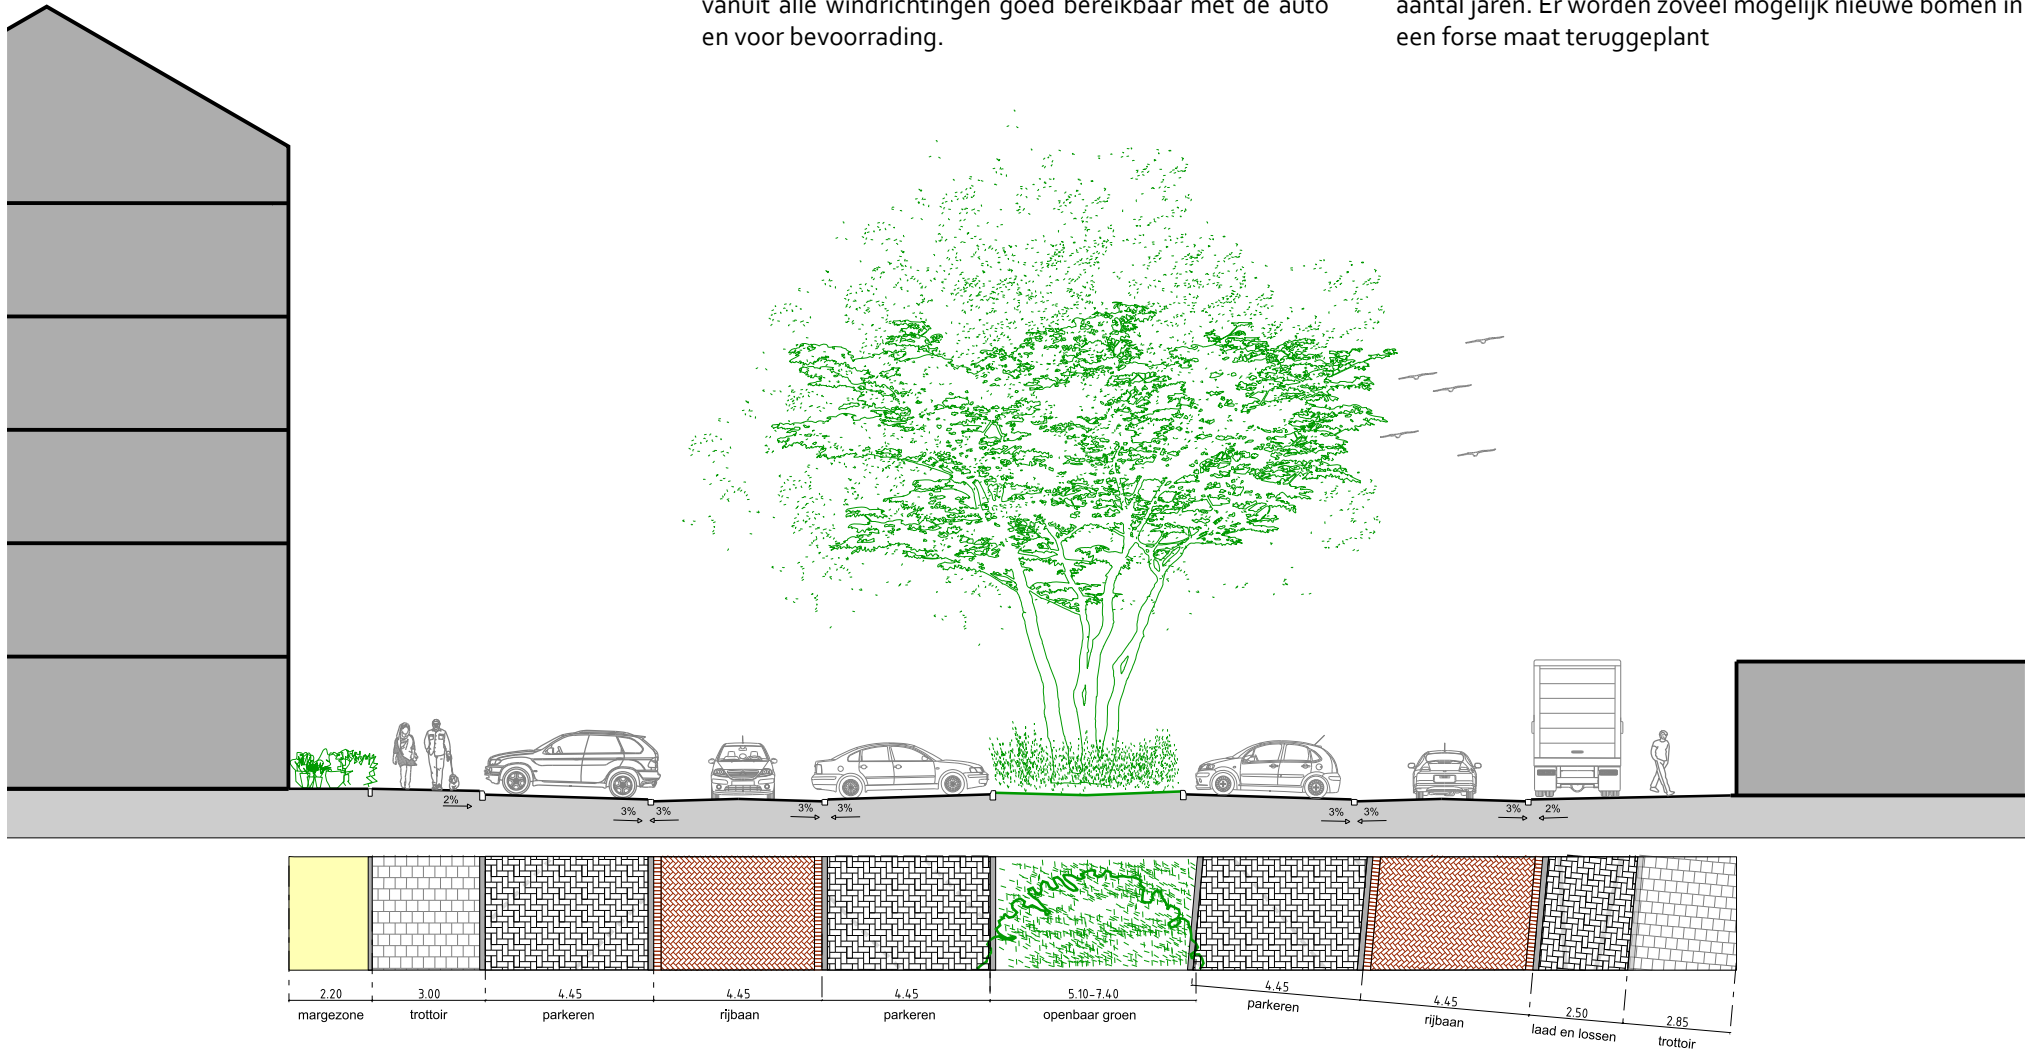 vanuit alle windrichtingen goed bereikbaar met de auto
en voor bevoorrading.
aantal jaren. Er worden zoveel mogelijk nieuwe bomen in
een forse maat teruggeplant
2%
3%
3%
3%
3%
3%
3%
3%
2%
2.20
3.00
4.45
4.45
4.45
5.10-7.40
4.45
4.45
2.50
2.85
margezone
trottoir
parkeren
rijbaan
parkeren
openbaar groen
parkeren
rijbaan
laad en lossen
trottoir